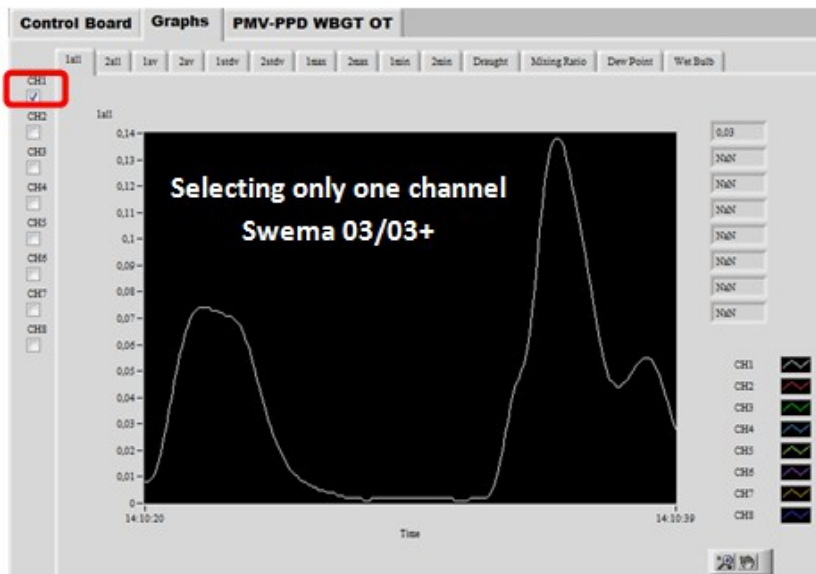 Control Board Graphs PMV-PPD WBGT OT
1all 2all 1av 2av 1stdv 2stdv 1max 2max 1min 2min Draught Mixing Ratio Dew Point Wet Bulb
CH1
CH2
CH3
CH4
CH5
CH6
CH7
CH8
1all
0,14
0,13
0,12
0,11
0,1
0,09
0,08
0,07
0,06
0,05
0,04
0,03
0,02
0,01
0
Selecting only one channel
Swema 03/03+
14:10:20 14:10:39
Time
0,03
NaN
NaN
NaN
NaN
NaN
NaN
NaN
CH1
CH2
CH3
CH4
CH5
CH6
CH7
CH8